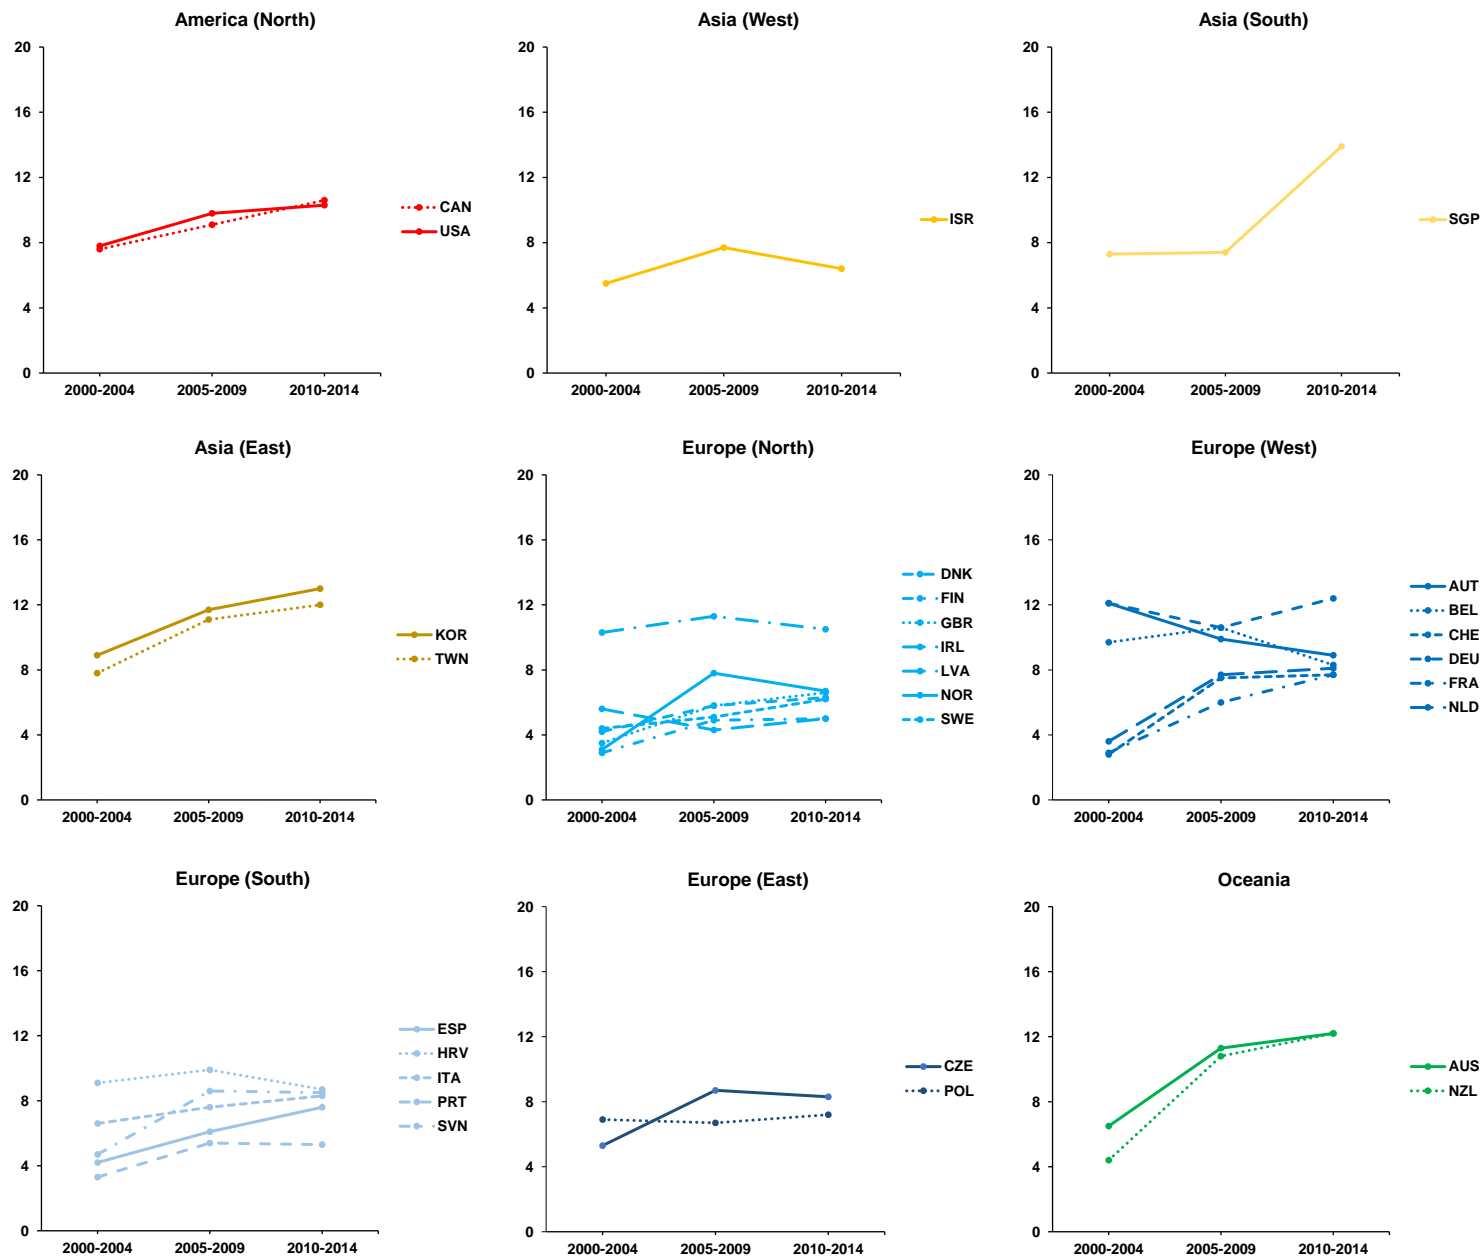 America (North)
20
16
12
8
4
0
2000-2004 2005-2009 2010-2014
CAN
USA
Asia (West)
20
16
12
8
4
0
2000-2004 2005-2009 2010-2014
ISR
Asia (South)
20
16
12
8
4
0
2000-2004 2005-2009 2010-2014
SGP
Asia (East)
20
16
12
8
4
0
2000-2004 2005-2009 2010-2014
KOR
TWN
Europe (North)
20
16
12
8
4
0
2000-2004 2005-2009 2010-2014
DNK
FIN
GBR
IRL
LVA
NOR
SWE
Europe (West)
20
16
12
8
4
0
2000-2004 2005-2009 2010-2014
AUT
BEL
CHE
DEU
FRA
NLD
Europe (South)
20
16
12
8
4
0
2000-2004 2005-2009 2010-2014
ESP
HRV
ITA
PRT
SVN
Europe (East)
20
16
12
8
4
0
2000-2004 2005-2009 2010-2014
CZE
POL
Oceania
20
16
12
8
4
0
2000-2004 2005-2009 2010-2014
AUS
NZL